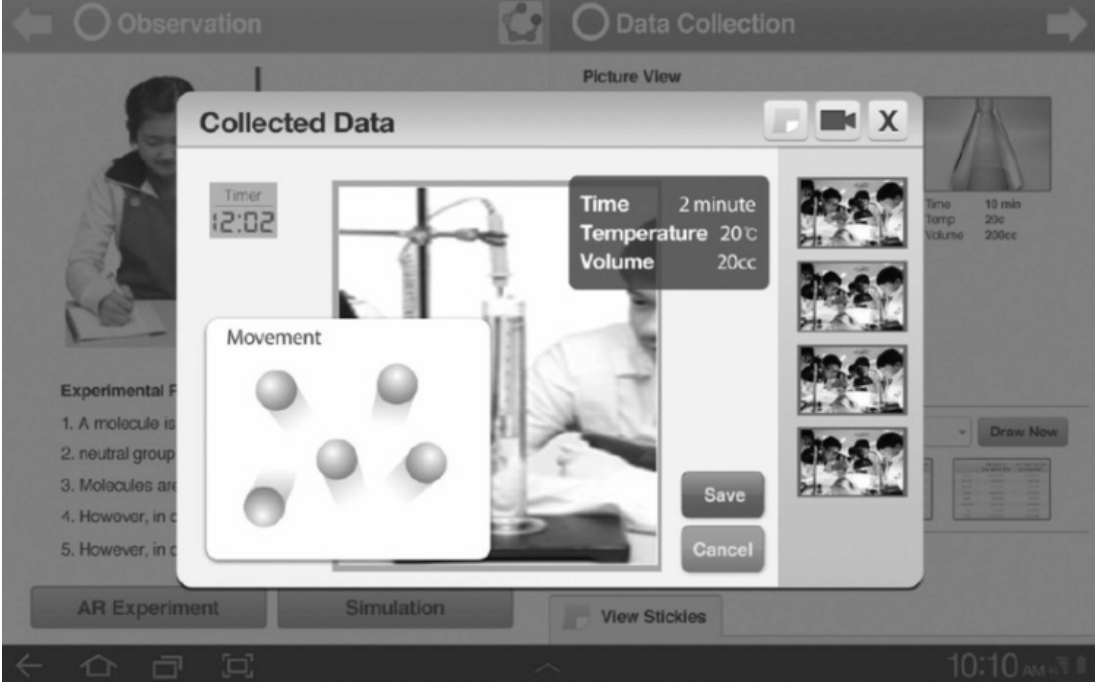 Observation
Data Collection
Picture View
Collected Data
X
Timer
12:02
Time 2 minute
Temperature 20℃
Volume 20cc
Movement
Time 10 min
Temp 20c
Volume 200cc
Experimental
1. A molecule is
2. neutral group
3. Molecules are
4. However, in
5. However, in
Draw Now
Save
Cancel
AR Experiment
Simulation
View Stickies
10:10 AM